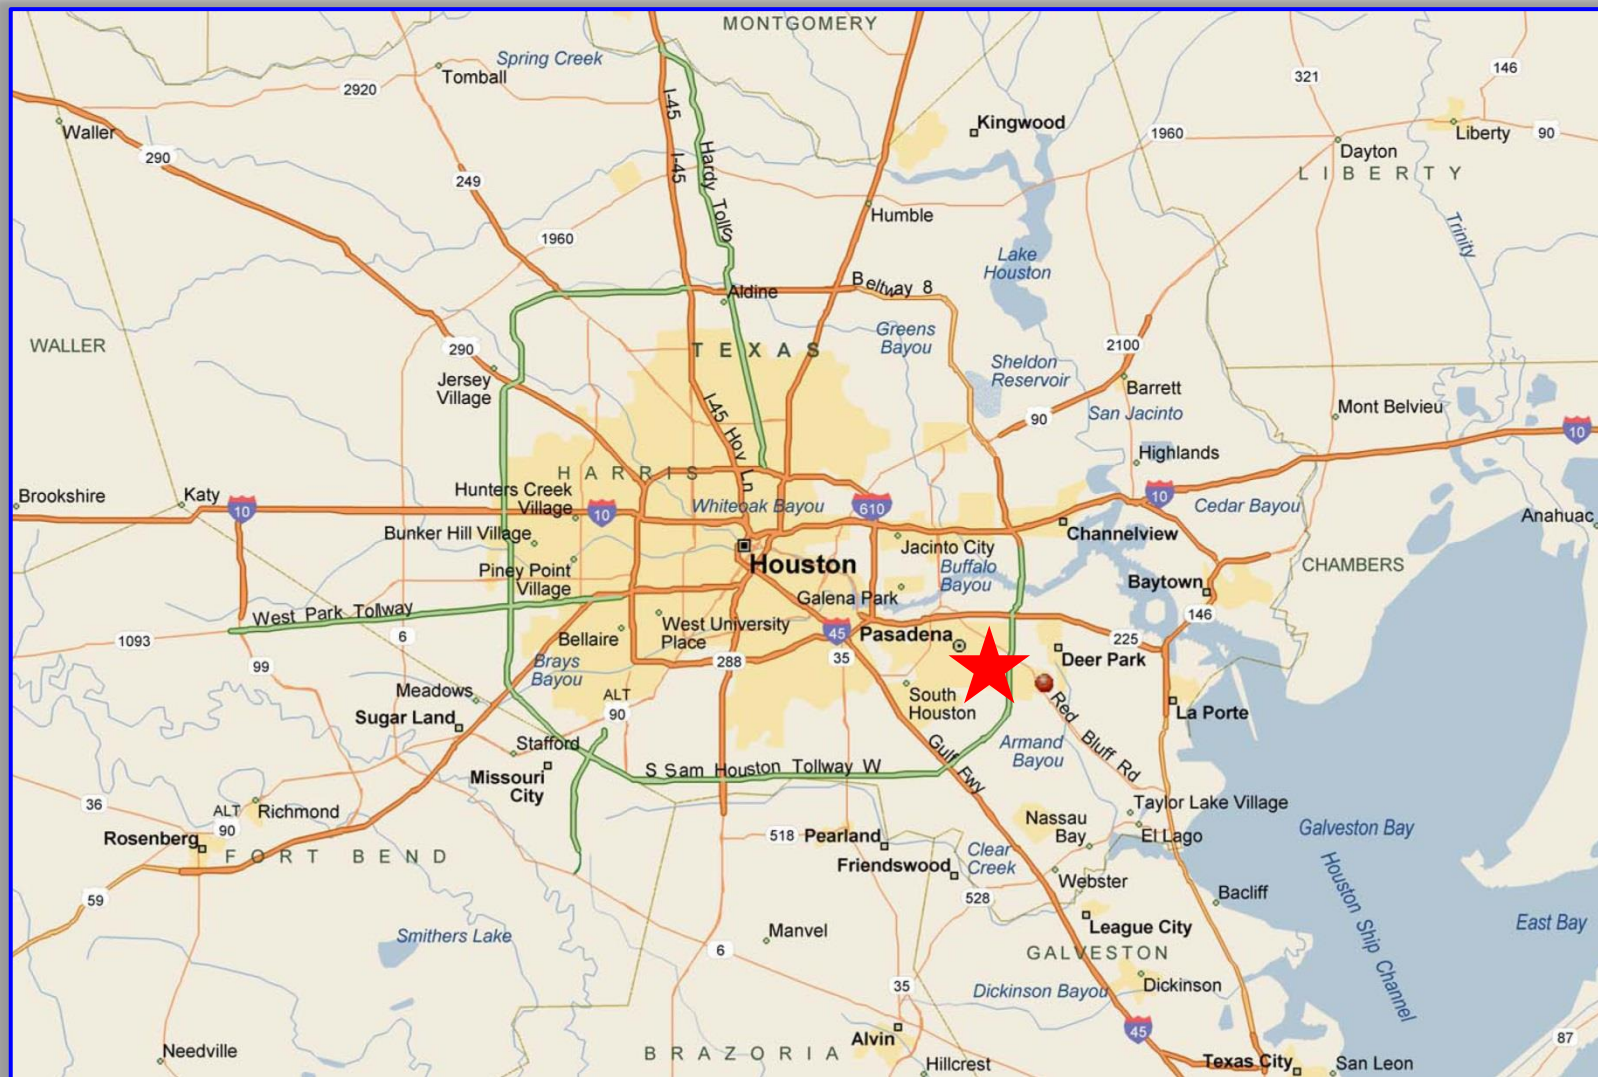 MONTGOMERY
Spring Creek
Tomball
2920
I-45
321
146
Kingwood
Waller
290
1960
Liberty
90
Dayton
I-45
Hardy Tolls
LIBERTY
249
Humble
Trinity
1960
Lake
Houston
Aldine
Beltway 8
Greens
Bayou
WALLER
TEXAS
290
2100
Sheldon
Reservoir
Jersey
Village
Barrett
I-45 Hov Ln
90
San Jacinto
Mont Belvieu
10
Highlands
HARRIS
Brookshire
Katy
Hunters Creek
Village
10
10
Whiteoak Bayou
610
10
Cedar Bayou
Anahuac
Bunker Hill Village
Channelview
Jacinto City
Houston
Buffalo
Bayou
CHAMBERS
Piney Point
Village
Baytown
Galena Park
West Park Tollway
146
1093
6
Bellaire
West University
Place
45
Pasadena
225
Deer Park
99
Brays
Bayou
288
35
Meadows
ALT
90
South
Houston
Red Bluff Rd
La Porte
Sugar Land
Stafford
Gulf Fwy
Armand
Bayou
Missouri
City
S Sam Houston Tollway W
36
ALT
90
Richmond
Taylor Lake Village
Rosenberg
518
Pearland
Nassau
Bay
El Lago
Galveston Bay
FORT BEND
Friendswood
Clear
Creek
Webster
Houston Ship Channel
59
528
Bacliff
League City
East Bay
Smithers Lake
Manvel
6
GALVESTON
35
Dickinson Bayou
Dickinson
45
Alvin
87
Needville
BRAZORIA
Hillcrest
Texas City
San Leon